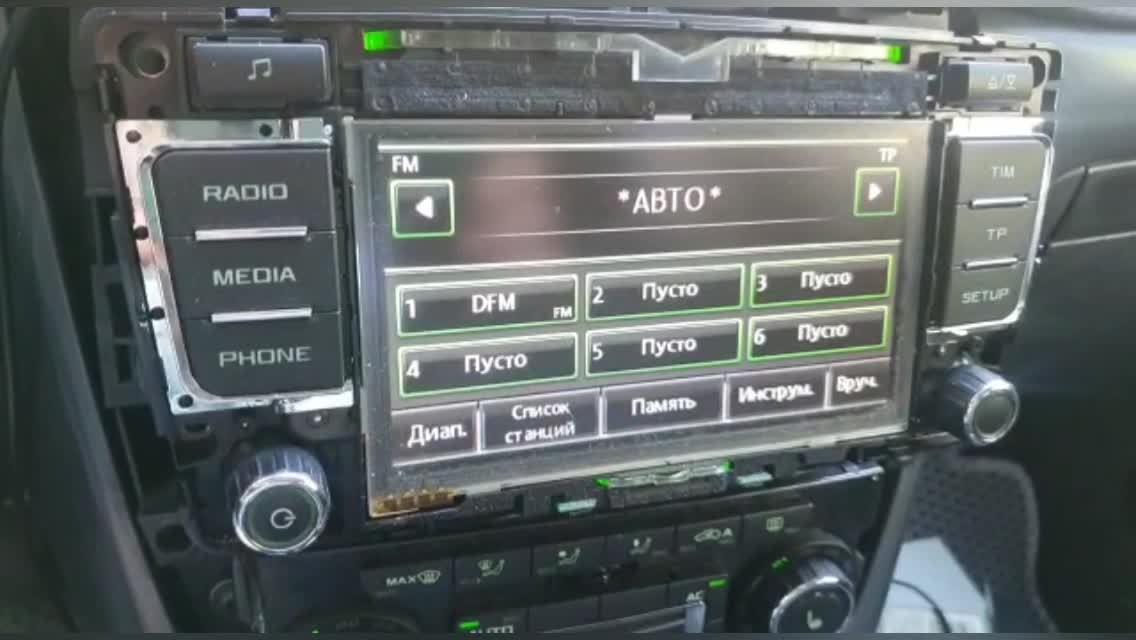 RADIO
MEDIA
PHONE
FM
TP
*АВТО*
1 DFM FM
2 Пусто
3 Пусто
4 Пусто
5 Пусто
6 Пусто
Диап.
Список
станций
Память
Инструм.
Вруч.
TIM
TP
SETUP
MAX
A
AC
AUTO